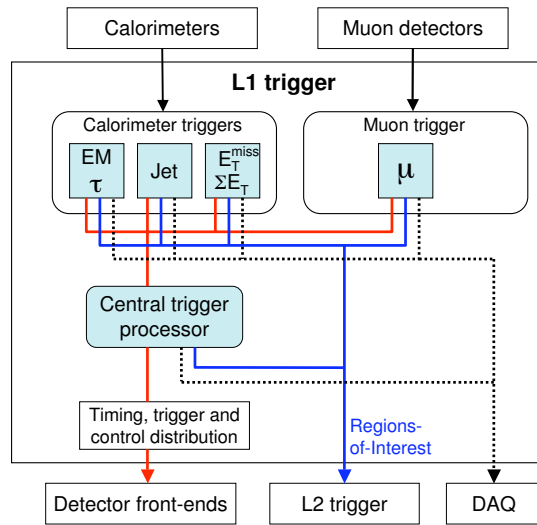 Calorimeters
Muon detectors
L1 trigger
Calorimeter triggers
Muon trigger
EM
τ
Jet
E_T^miss
ΣE_T
μ
Central trigger
processor
Timing, trigger and
control distribution
Regions-
of-Interest
Detector front-ends
L2 trigger
DAQ